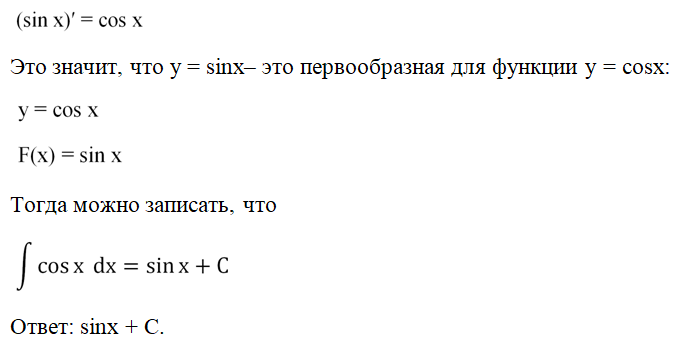 (sin x)′ = cos x
Это значит, что y = sinx– это первообразная для функции y = cosx:
y = cos x
F(x) = sin x
Тогда можно записать, что
∫ cos x dx = sin x + C
Ответ: sinx + C.